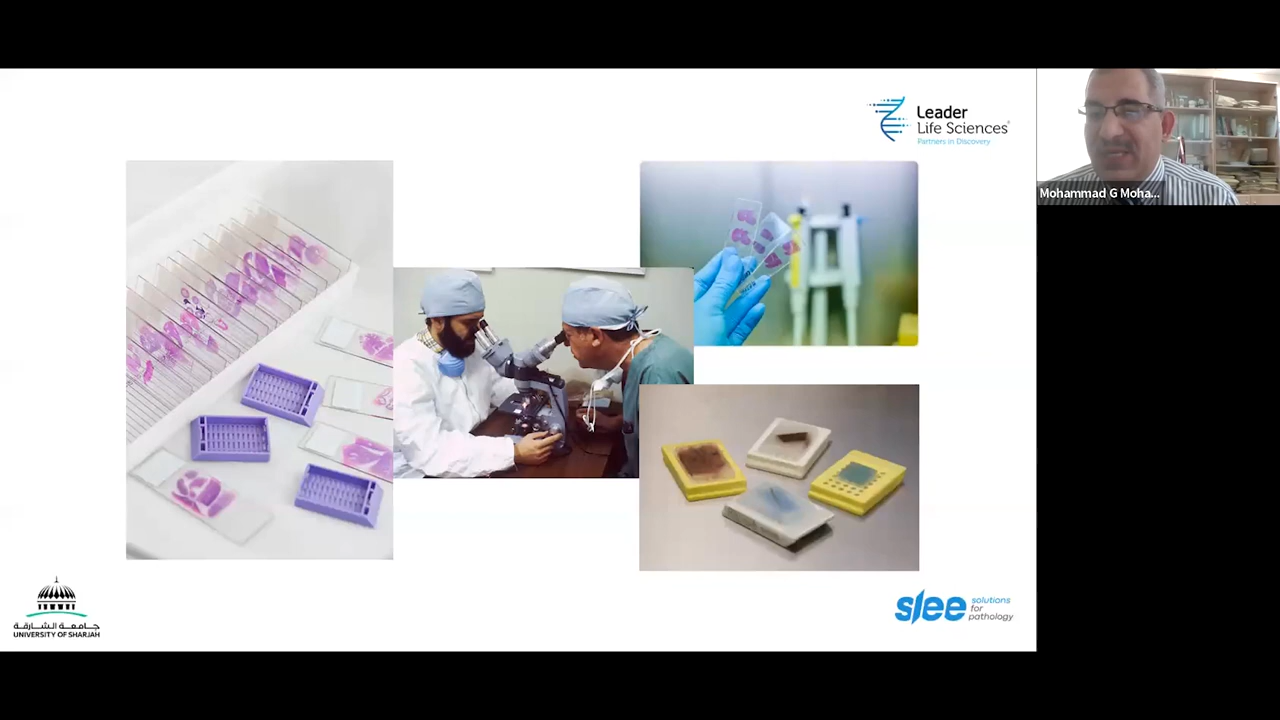 Leader
Life Sciences
Partners in Discovery
Mohammad G Moha...
جامعة الشارقة
UNIVERSITY OF SHARJAH
slee solutions
for
pathology